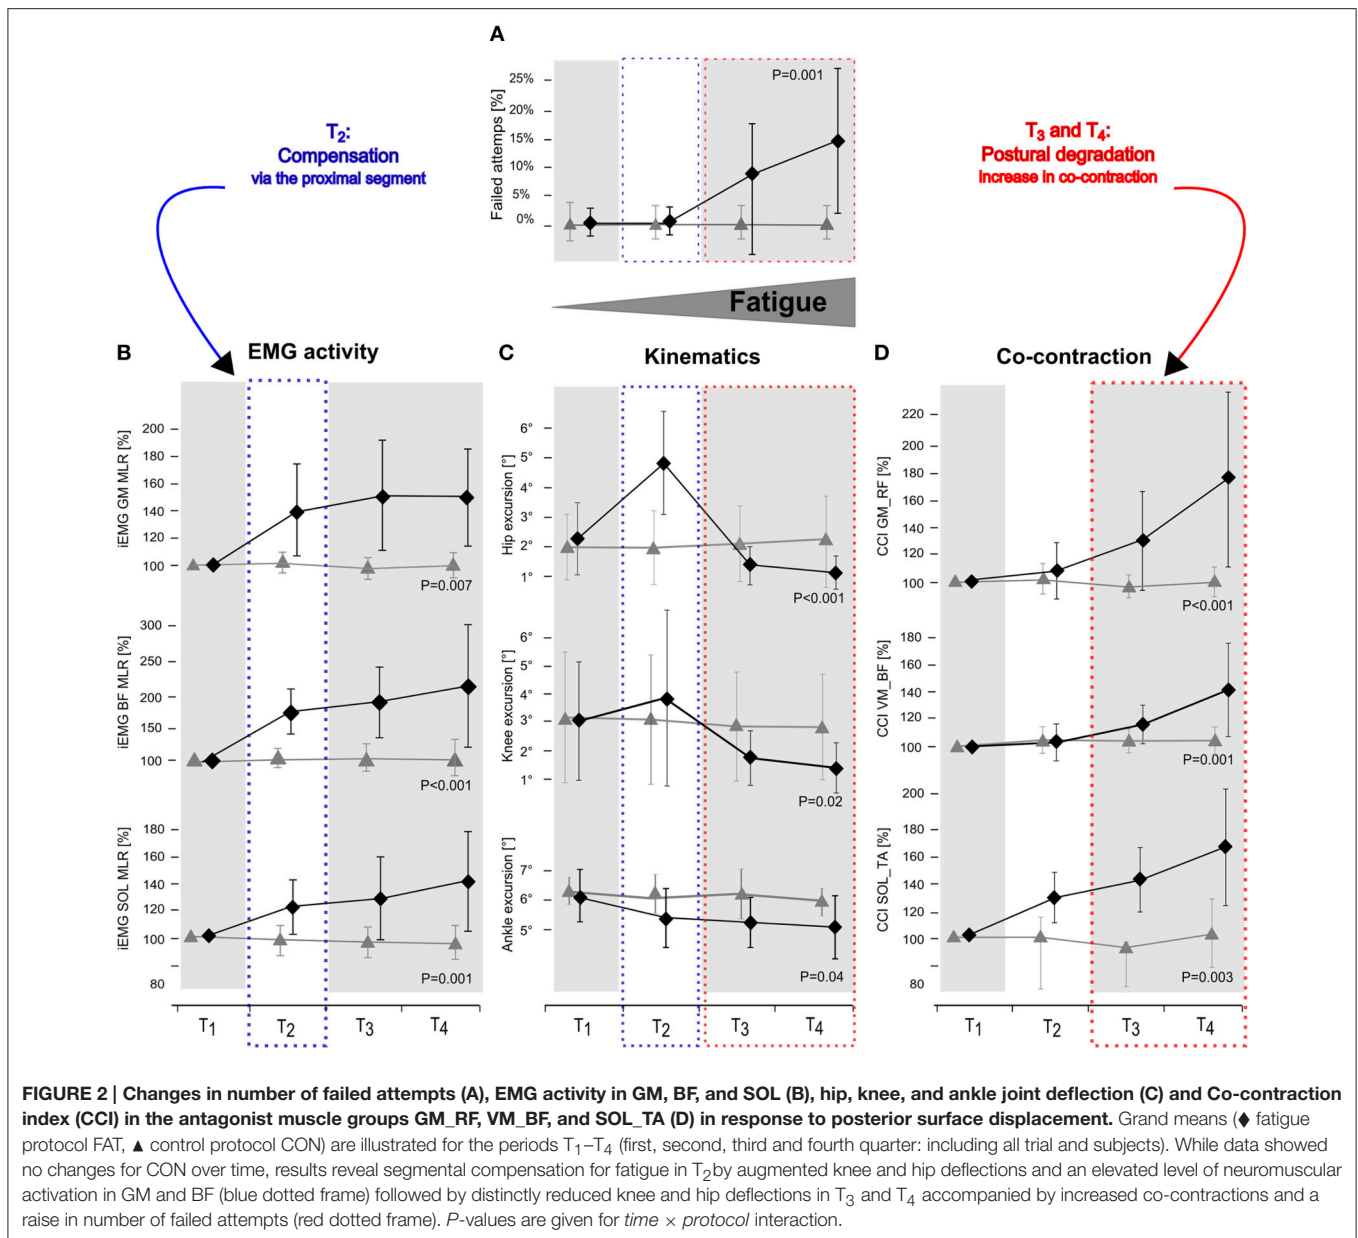 A
Failed attemps [%]
25%
20%
15%
10%
5%
0%
P=0.001
T2:
Compensation
via the proximal segment
T3 and T4:
Postural degradation
increase in co-contraction
Fatigue
B
EMG activity
iEMG GM MLR [%]
200
180
160
140
120
100
P=0.007
iEMG BF MLR [%]
300
250
200
150
100
P<0.001
iEMG SOL MLR [%]
180
160
140
120
100
80
P=0.001
T1 T2 T3 T4
C
Kinematics
Hip excursion [°]
6°
5°
4°
3°
2°
1°
P<0.001
Knee excursion [°]
6°
5°
4°
3°
2°
1°
P=0.02
Ankle excursion [°]
7°
6°
5°
P=0.04
T1 T2 T3 T4
D
Co-contraction
CCI GM_RF [%]
220
200
180
160
140
120
100
P<0.001
CCI VM_BF [%]
180
160
140
120
100
P=0.001
CCI SOL_TA [%]
200
180
160
140
120
100
80
P=0.003
T1 T2 T3 T4
FIGURE 2 | Changes in number of failed attempts (A), EMG activity in GM, BF, and SOL (B), hip, knee, and ankle joint deflection (C) and Co-contraction
index (CCI) in the antagonist muscle groups GM_RF, VM_BF, and SOL_TA (D) in response to posterior surface displacement. Grand means (♦ fatigue
protocol FAT, ▲ control protocol CON) are illustrated for the periods T1–T4 (first, second, third and fourth quarter: including all trial and subjects). While data showed
no changes for CON over time, results reveal segmental compensation for fatigue in T2by augmented knee and hip deflections and an elevated level of neuromuscular
activation in GM and BF (blue dotted frame) followed by distinctly reduced knee and hip deflections in T3 and T4 accompanied by increased co-contractions and a
raise in number of failed attempts (red dotted frame). P-values are given for time × protocol interaction.